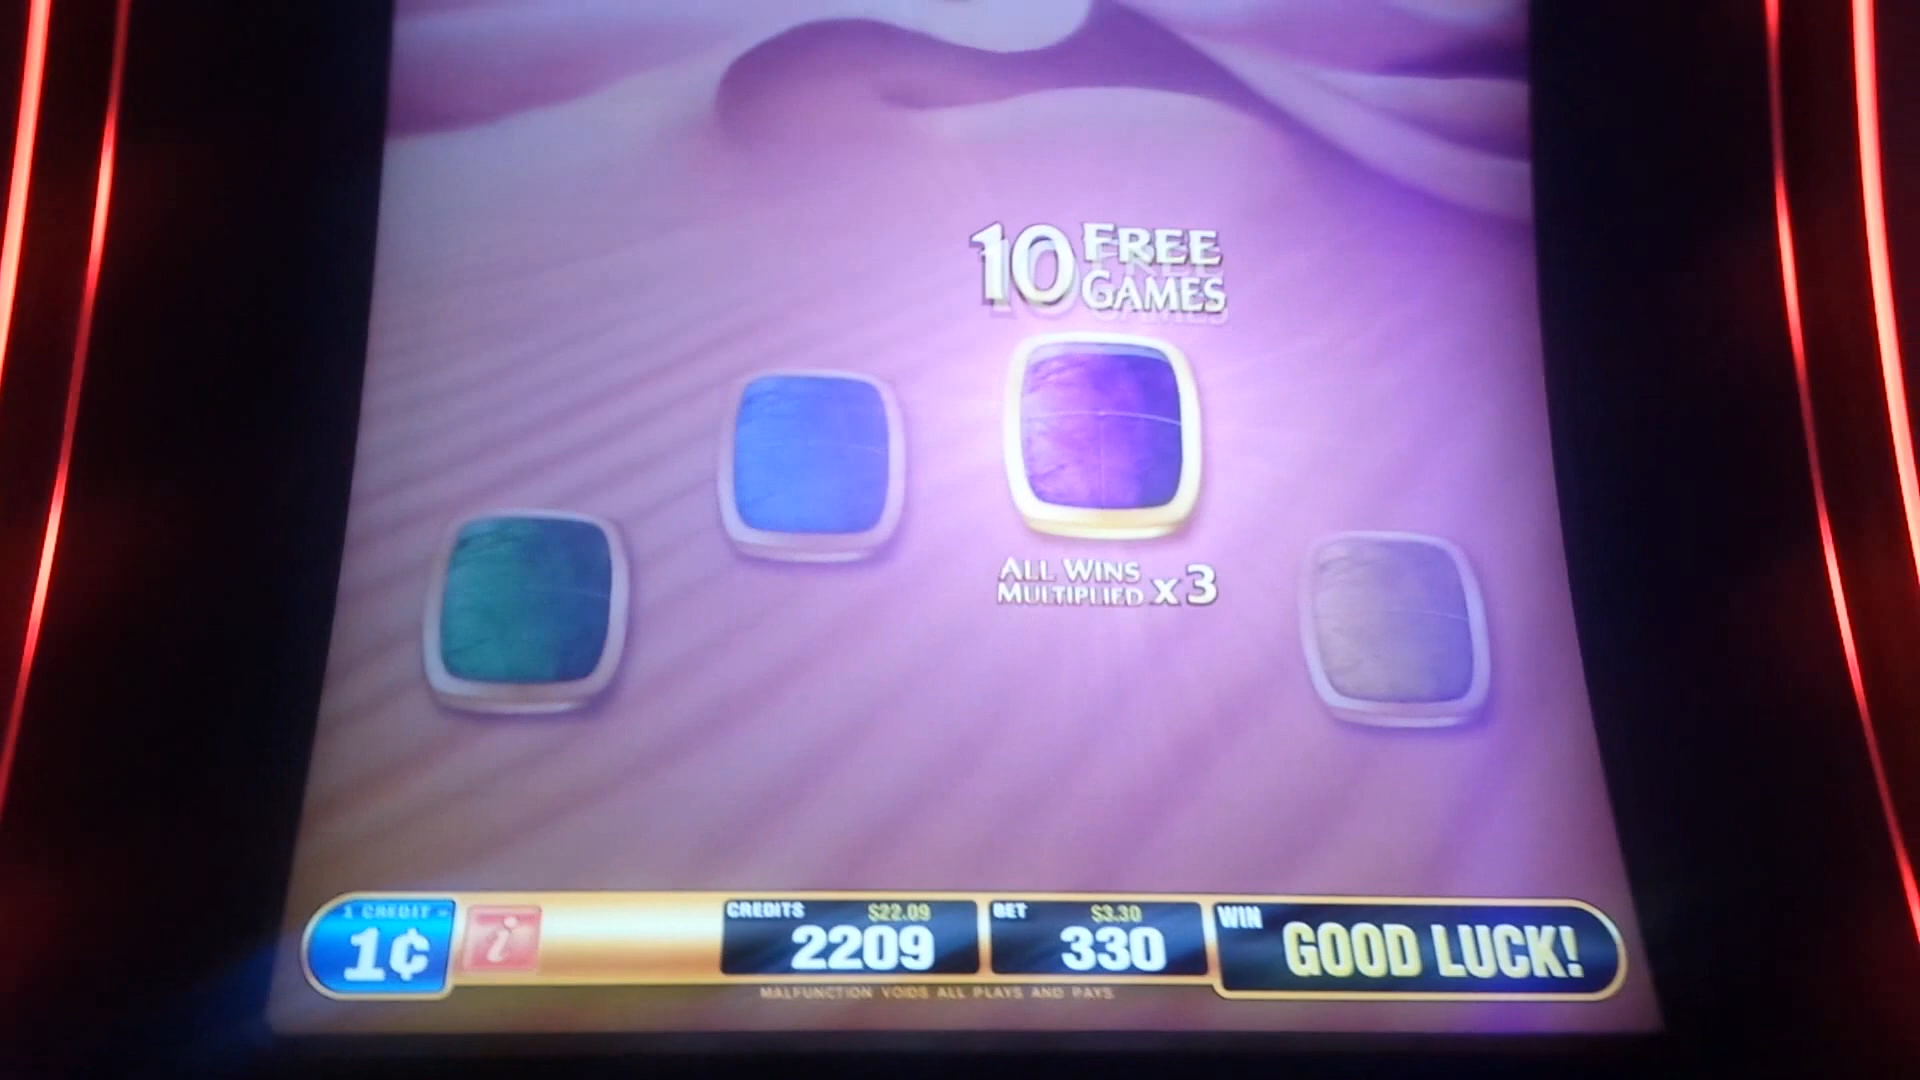 10 FREE
GAMES
ALL WINS
MULTIPLIED x3
1 CREDIT =
1¢
i
CREDITS $22.09
2209
BET $3.30
330
WIN
GOOD LUCK!
MALFUNCTION VOIDS ALL PLAYS AND PAYS